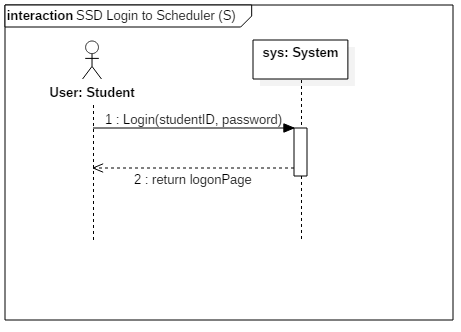 interaction SSD Login to Scheduler (S)
sys: System
User: Student
1 : Login(studentID, password)
2 : return logonPage